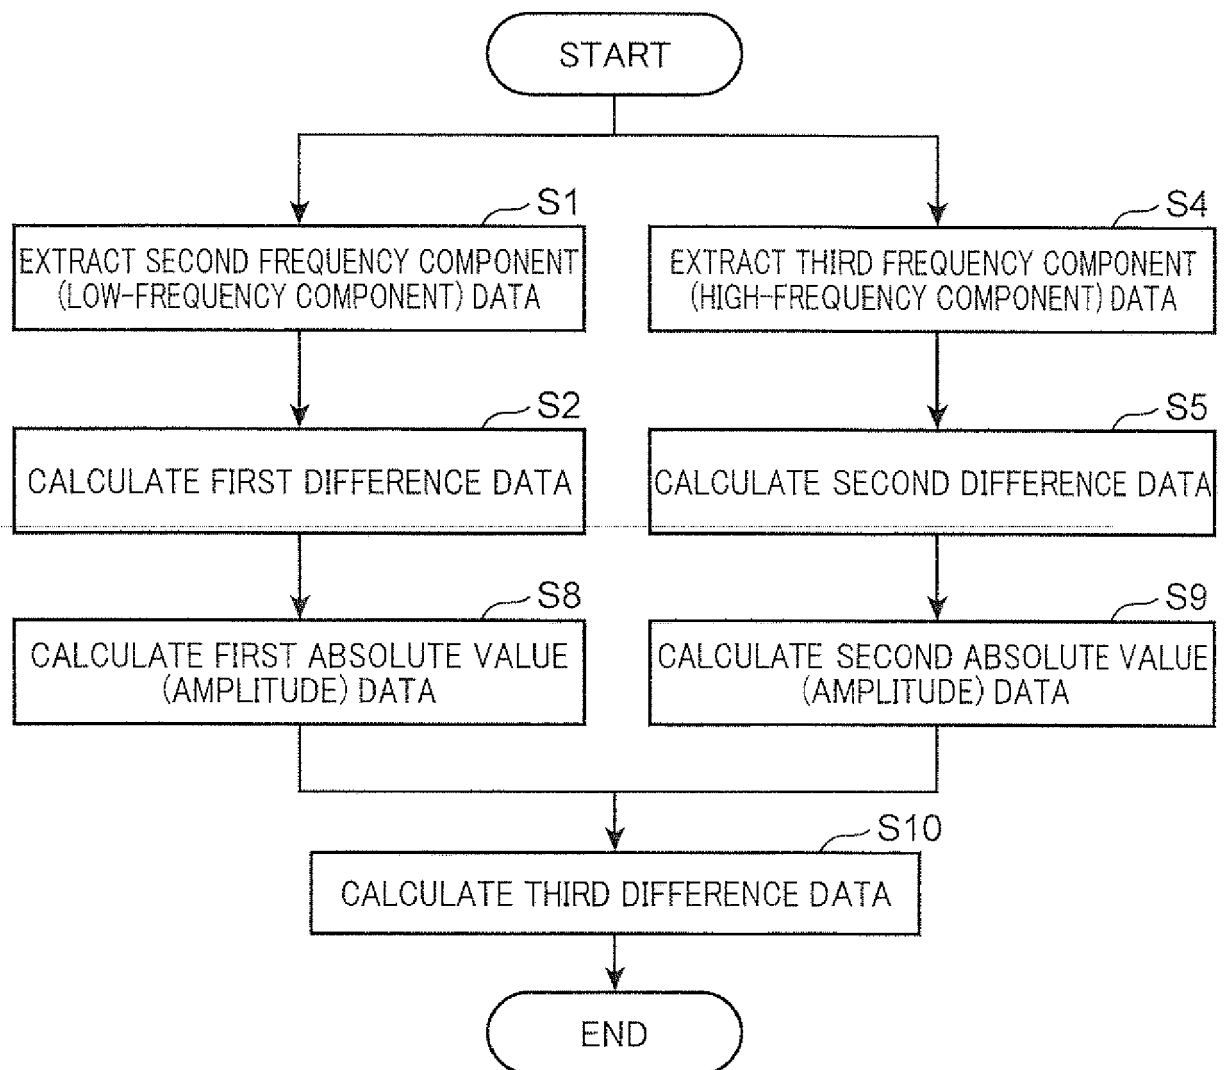 START
S1
EXTRACT SECOND FREQUENCY COMPONENT
(LOW-FREQUENCY COMPONENT) DATA
S4
EXTRACT THIRD FREQUENCY COMPONENT
(HIGH-FREQUENCY COMPONENT) DATA
S2
CALCULATE FIRST DIFFERENCE DATA
S5
CALCULATE SECOND DIFFERENCE DATA
S8
CALCULATE FIRST ABSOLUTE VALUE
(AMPLITUDE) DATA
S9
CALCULATE SECOND ABSOLUTE VALUE
(AMPLITUDE) DATA
S10
CALCULATE THIRD DIFFERENCE DATA
END